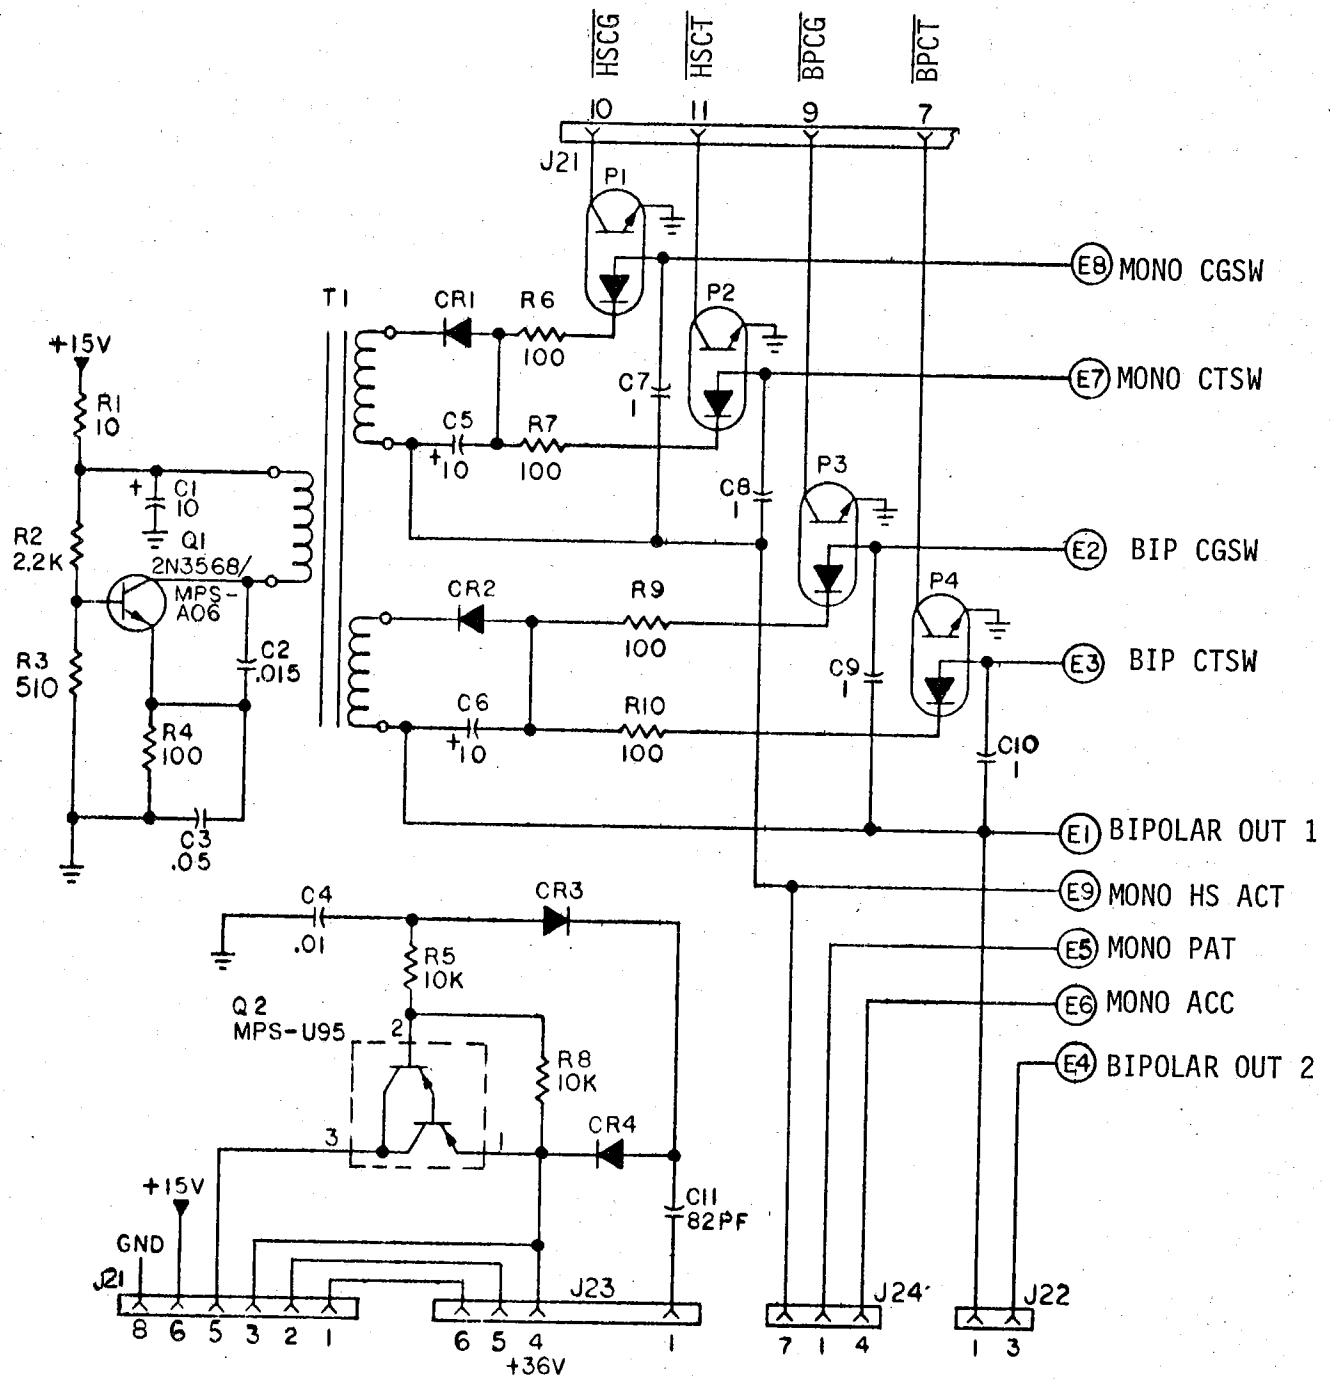 HSCG HSCT BPCG BPCT
10 11 9 7
J21
P1
E8 MONO CGSW
T1 CR1 R6 P2
100
+15V
C7
1
E7 MONO CTSW
R1
10
C5 R7
+10 100
P3
+ C1
10
C8
1
R2
2.2K
Q1
2N3568/
MPS-
A06
E2 BIP CGSW
CR2 R9 P4
100
R3
510
C2
.015
C9
1
E3 BIP CTSW
C6 R10
+10 100
R4
100
C10
1
C3
.05
E1 BIPOLAR OUT 1
C4 CR3
.01
E9 MONO HS ACT
R5
10K
E5 MONO PAT
Q2
MPS-U95 2
E6 MONO ACC
R8
10K
E4 BIPOLAR OUT 2
3 1 CR4
+15V
C11
82PF
GND
J21 J23 J24 J22
8 6 5 3 2 1 6 5 4 1 7 1 4 1 3
+36V